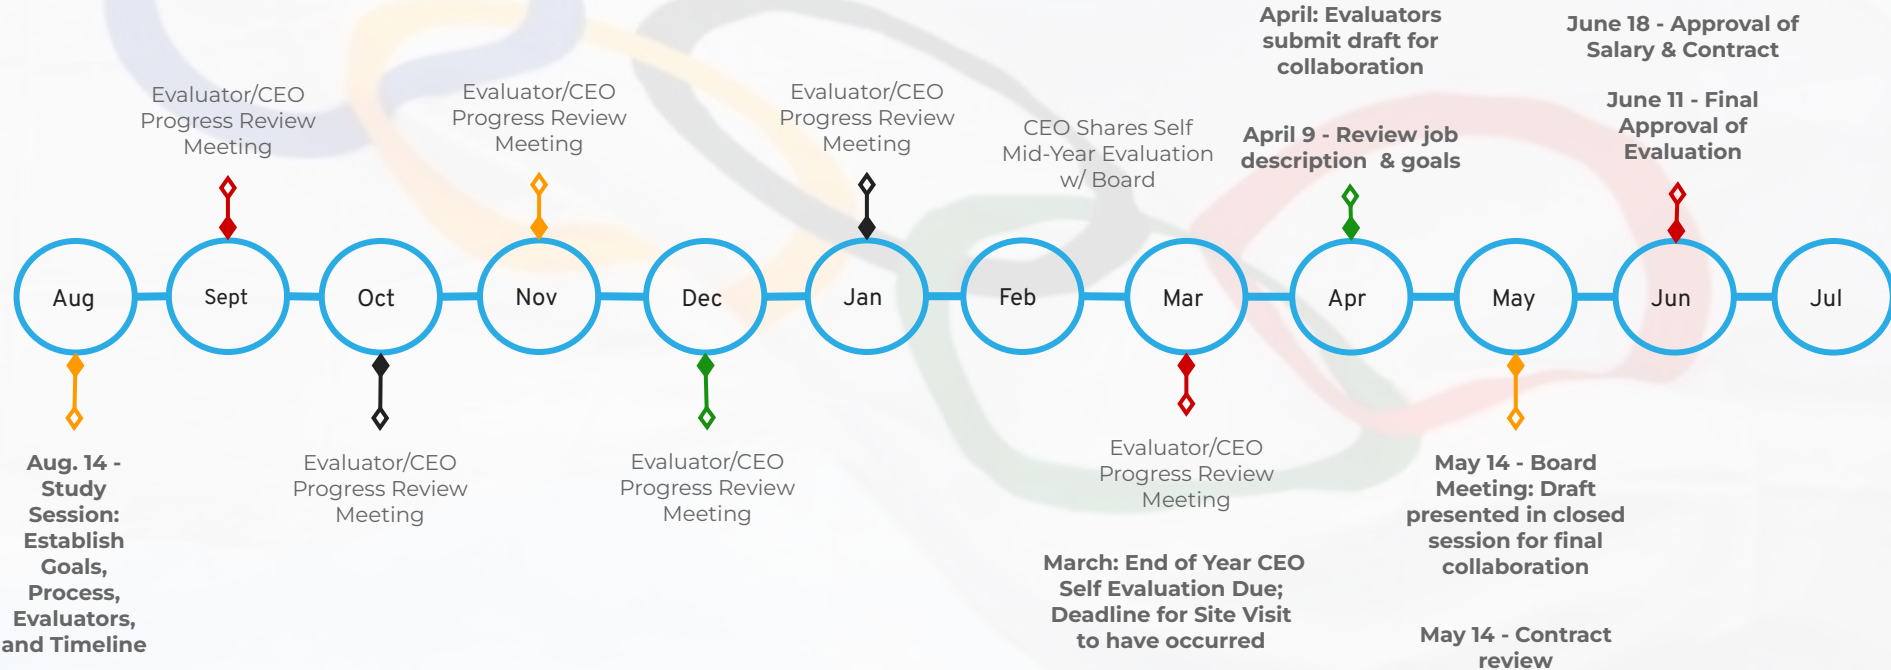 April: Evaluators
submit draft for
collaboration
June 18 - Approval of
Salary & Contract
Evaluator/CEO
Progress Review
Meeting
Evaluator/CEO
Progress Review
Meeting
Evaluator/CEO
Progress Review
Meeting
CEO Shares Self
Mid-Year Evaluation
w/ Board
April 9 - Review job
description & goals
June 11 - Final
Approval of
Evaluation
Aug
Sept
Oct
Nov
Dec
Jan
Feb
Mar
Apr
May
Jun
Jul
Aug. 14 -
Study
Session:
Establish
Goals,
Process,
Evaluators,
and Timeline
Evaluator/CEO
Progress Review
Meeting
Evaluator/CEO
Progress Review
Meeting
Evaluator/CEO
Progress Review
Meeting
March: End of Year CEO
Self Evaluation Due;
Deadline for Site Visit
to have occurred
May 14 - Board
Meeting: Draft
presented in closed
session for final
collaboration
May 14 - Contract
review